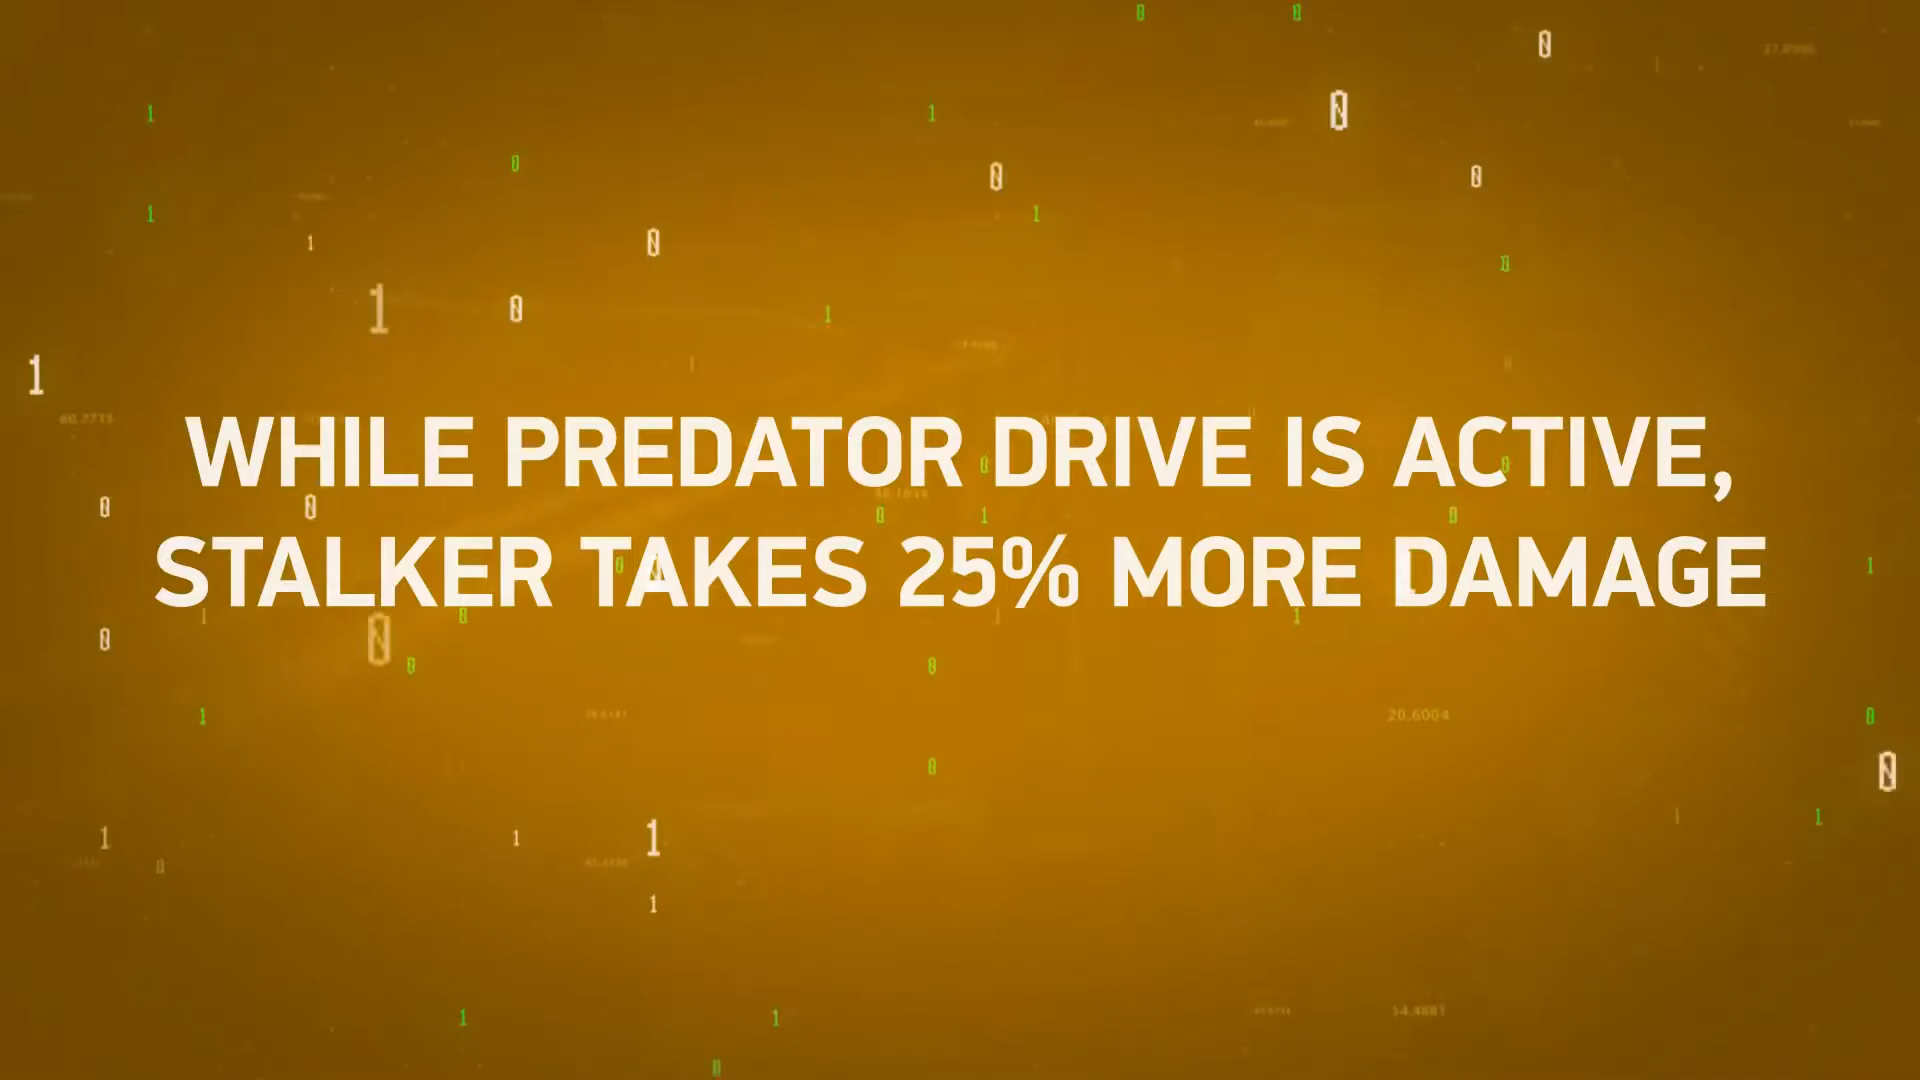 WHILE PREDATOR DRIVE IS ACTIVE,
STALKER TAKES 25% MORE DAMAGE